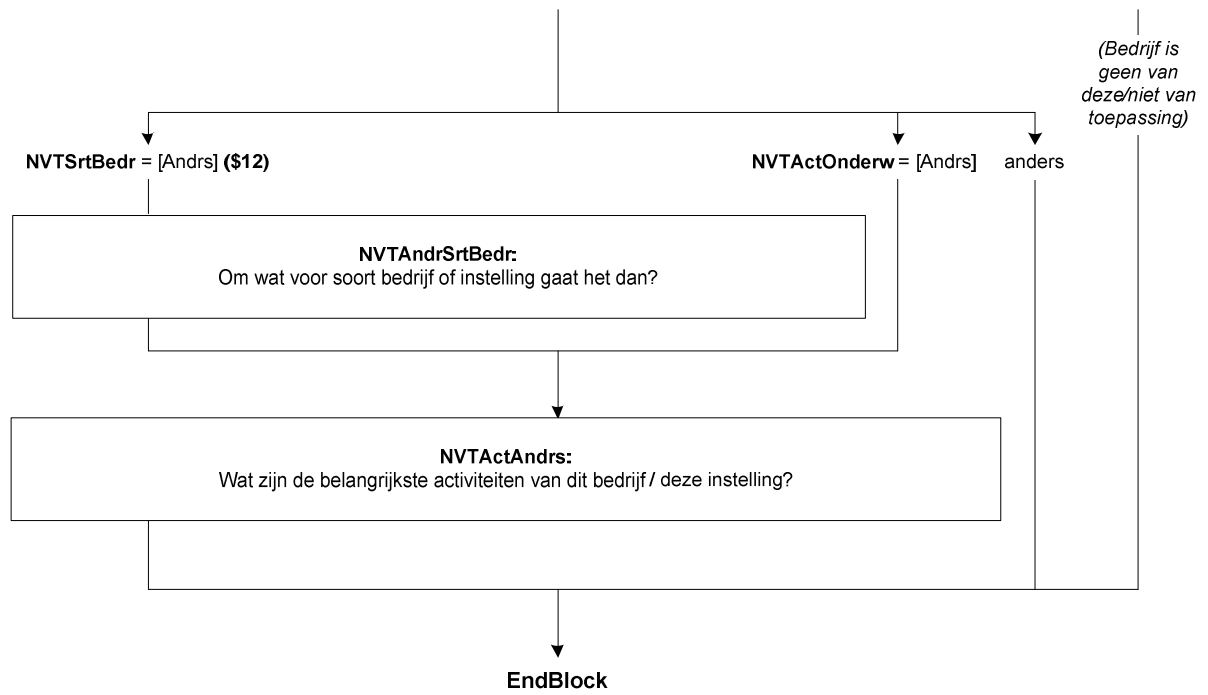 (Bedrijf is
geen van
deze/niet van
toepassing)
NVTSrtBedr = [Andrs] ($12)
NVTActOnderw = [Andrs]
anders
NVTAndrSrtBedr:
Om wat voor soort bedrijf of instelling gaat het dan?
NVTActAndrs:
Wat zijn de belangrijkste activiteiten van dit bedrijf / deze instelling?
EndBlock